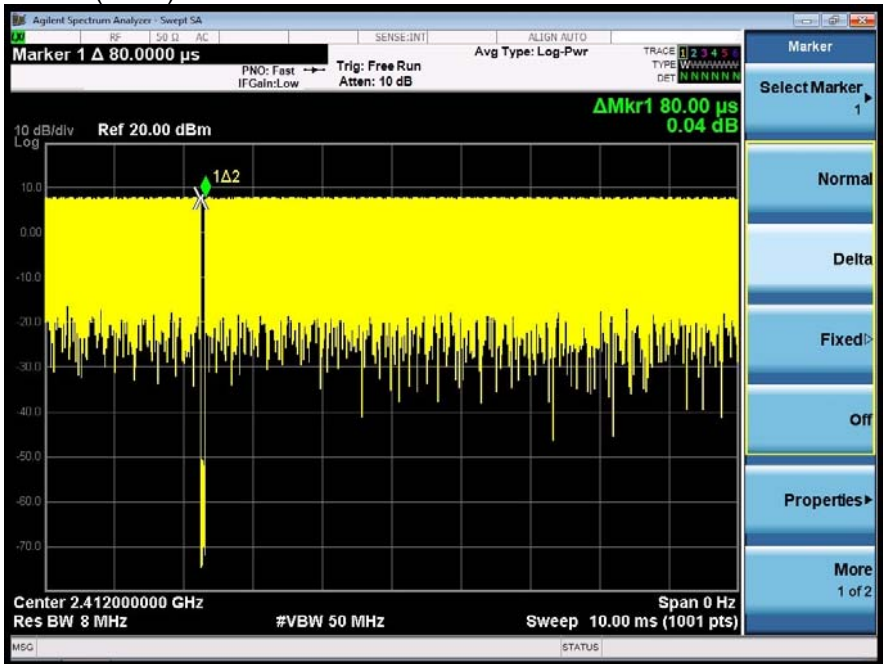 Agilent Spectrum Analyzer - Swept SA
RF 50 Ω AC SENSE:INT ALIGN AUTO
Marker 1 Δ 80.0000 µs
PNO: Fast
IFGain:Low
Trig: Free Run
Atten: 10 dB
Avg Type: Log-Pwr
TRACE 1 2 3 4 5 6
TYPE WWWWWW
DET N N N N N N
Marker
Select Marker
1
ΔMkr1 80.00 µs
0.04 dB
10 dB/div Ref 20.00 dBm
Log
1Δ2
10.0
0.00
-10.0
-20.0
-30.0
-40.0
-50.0
-60.0
-70.0
Normal
Delta
Fixed
Off
Properties
More
1 of 2
Center 2.412000000 GHz Span 0 Hz
Res BW 8 MHz #VBW 50 MHz Sweep 10.00 ms (1001 pts)
MSG STATUS